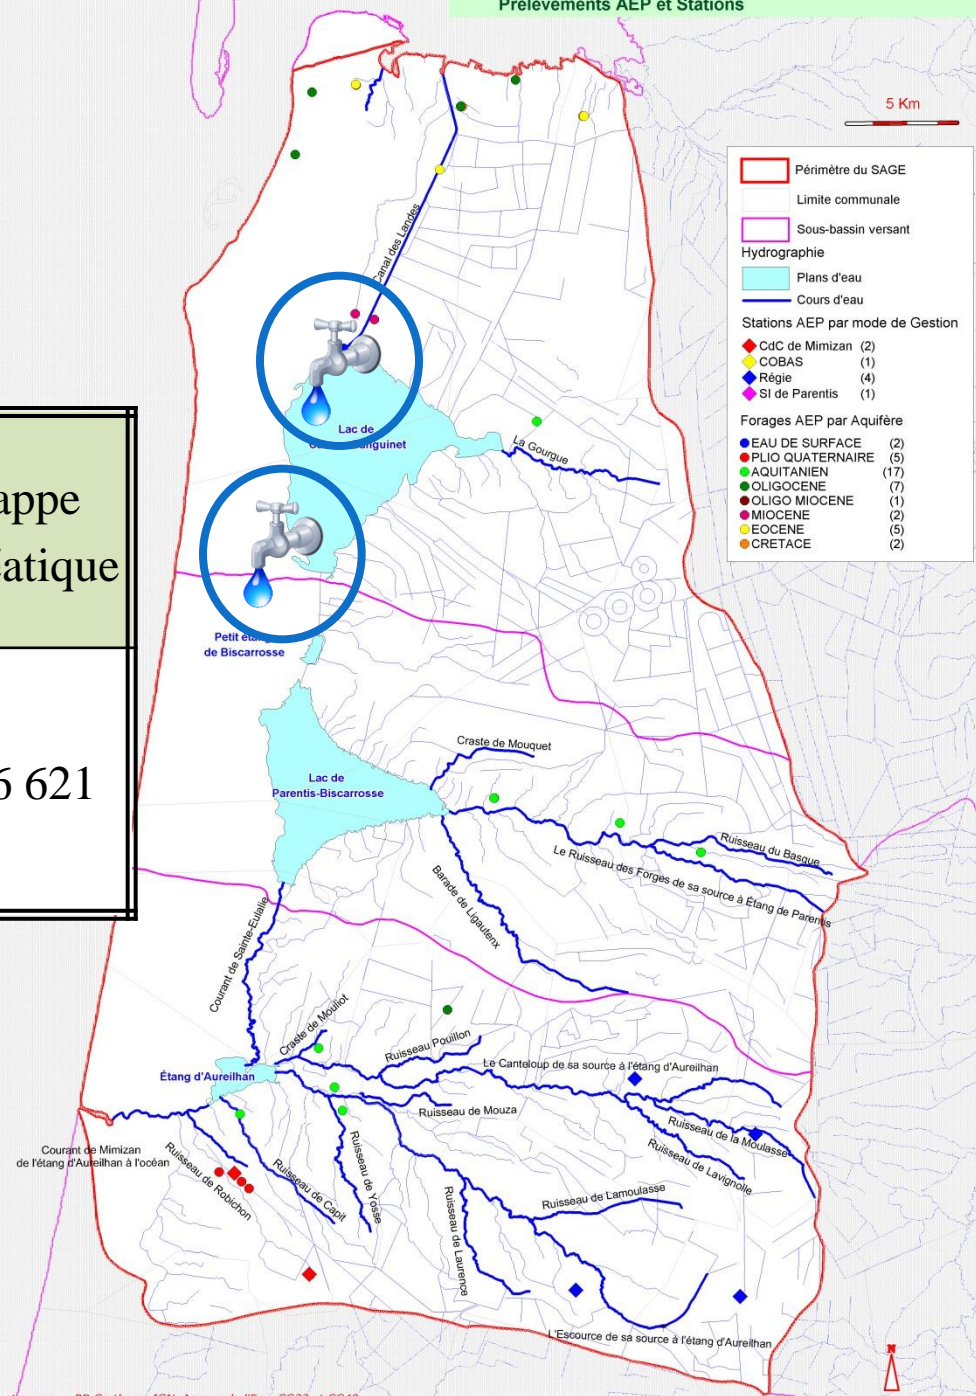 Prélèvements AEP et Stations
5 Km
Périmètre du SAGE
Limite communale
Sous-bassin versant
Hydrographie
Plans d'eau
Cours d'eau
Stations AEP par mode de Gestion
CdC de Mimizan (2)
COBAS (1)
Régie (4)
SI de Parentis (1)
Forages AEP par Aquifère
EAU DE SURFACE (2)
PLIO QUATERNAIRE (5)
AQUITANIEN (17)
OLIGOCENE (7)
OLIGO MIOCENE (1)
MIOCENE (2)
EOCENE (5)
CRETACE (2)
Canal des Landes
Lac de
La Gourgue
appe
atique
6 621
Petit
de Biscarrosse
Craste de Mouquet
Lac de
Parentis-Biscarrosse
Ruisseau du Basque
Le Ruisseau des Forges de sa source à Étang de Parentis
Barade de Ligautenx
Courant de Sainte-Eulalie
Craste de Mouliot
Ruisseau Pouillon
Le Canteloup de sa source à l'étang d'Aureilhan
Étang d'Aureilhan
Ruisseau de Mouza
Ruisseau de la Moulasse
Ruisseau de Lavignolle
Courant de Mimizan
de l'étang d'Aureilhan à l'océan
Ruisseau de Robichon
Ruisseau de Capit
Ruisseau de Yosse
Ruisseau de Laurence
Ruisseau de Lamoulasse
L'Escource de sa source à l'étang d'Aureilhan
N